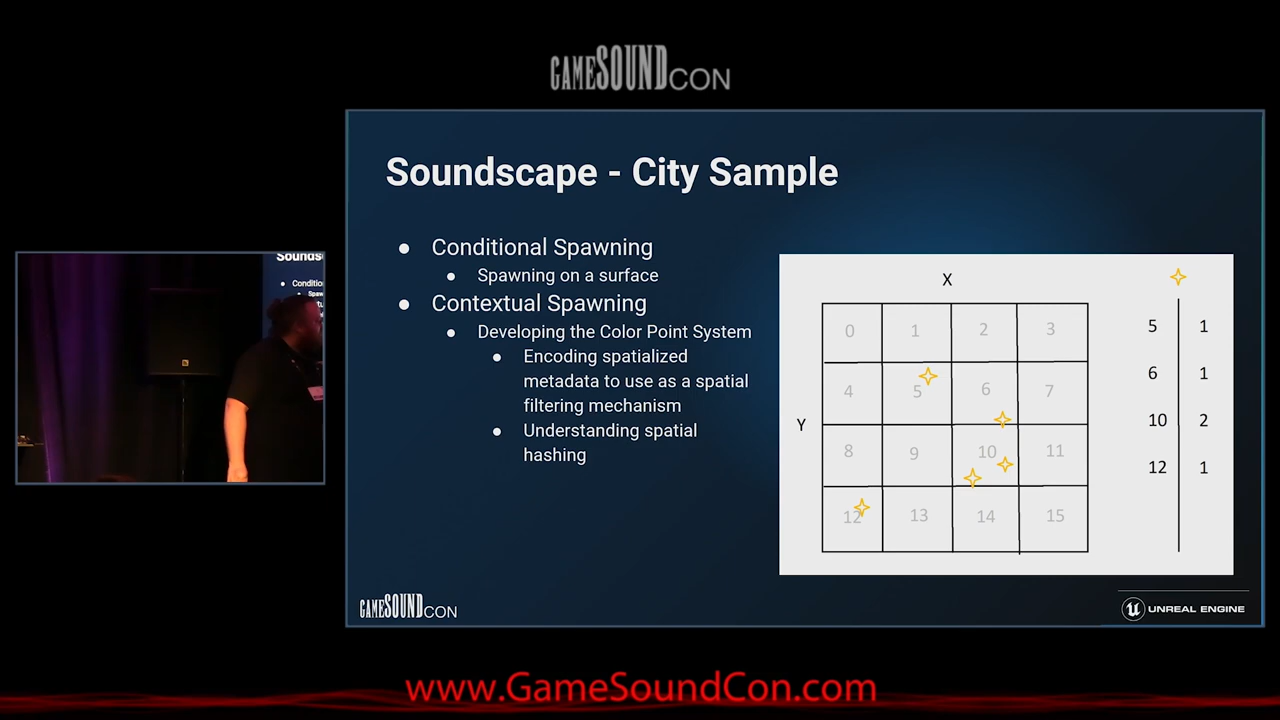 GAMESOUNDCON
Soundscape - City Sample
Conditional Spawning
Spawning on a surface
Contextual Spawning
Developing the Color Point System
Encoding spatialized
metadata to use as a spatial
filtering mechanism
Understanding spatial
hashing
X
Y
0 1 2 3
4 5 6 7
8 9 10 11
12 13 14 15
5 1
6 1
10 2
12 1
GAMESOUNDCON
UNREAL ENGINE
Sounds
Conditio
www.GameSoundCon.com